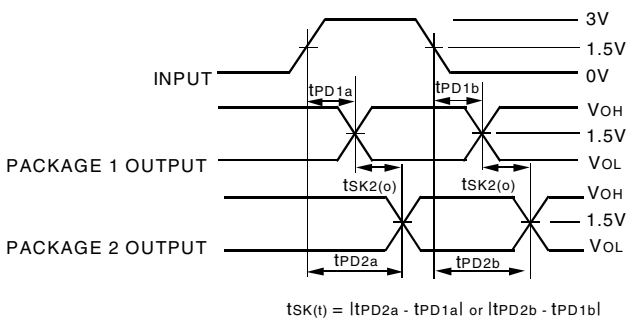 3V
1.5V
INPUT
0V
tPD1a
tPD1b
VOH
1.5V
PACKAGE 1 OUTPUT
VOL
tSK2(o)
tSK2(o)
VOH
1.5V
PACKAGE 2 OUTPUT
VOL
tPD2a
tPD2b
tSK(t) = |tPD2a - tPD1a| or |tPD2b - tPD1b|